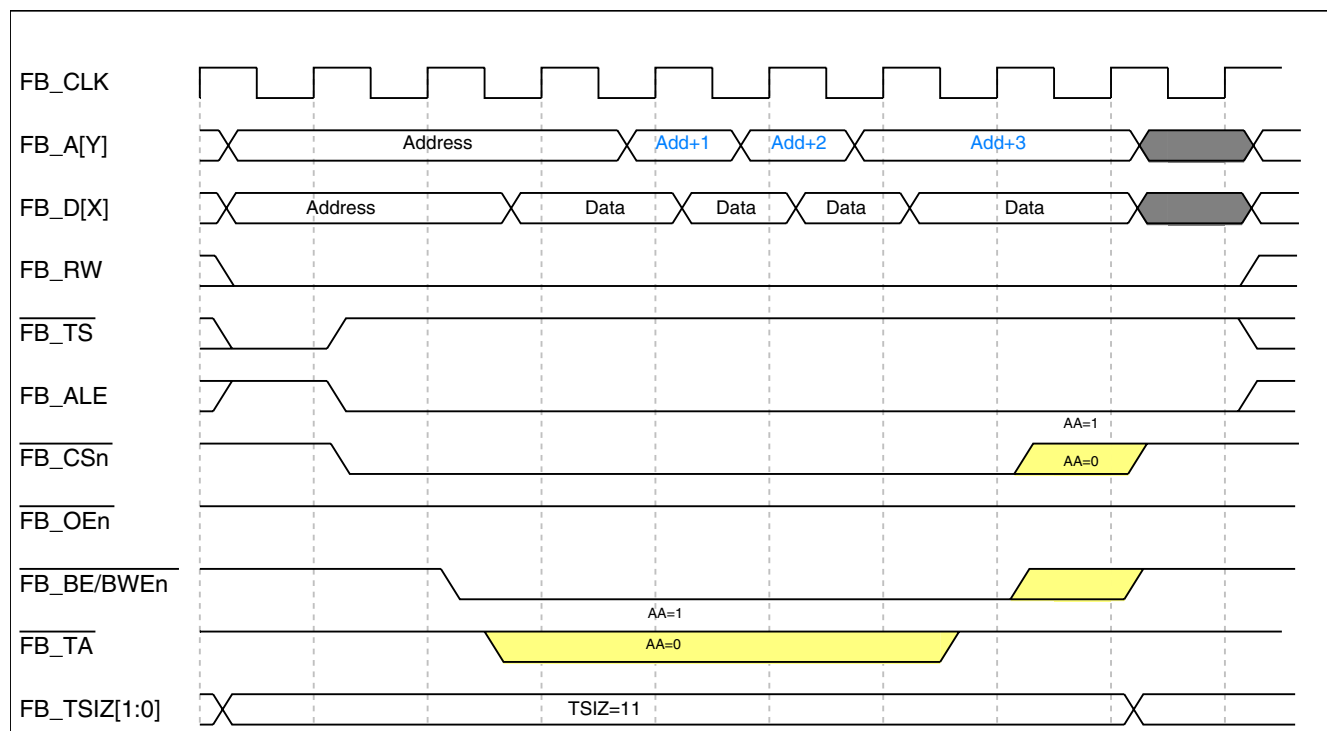 FB_CLK
FB_A[Y] Address Add+1 Add+2 Add+3
FB_D[X] Address Data Data Data Data
FB_RW
FB_TS
FB_ALE
AA=1
FB_CSn AA=0
FB_OEn
FB_BE/BWEn
AA=1
FB_TA AA=0
FB_TSIZ[1:0] TSIZ=11